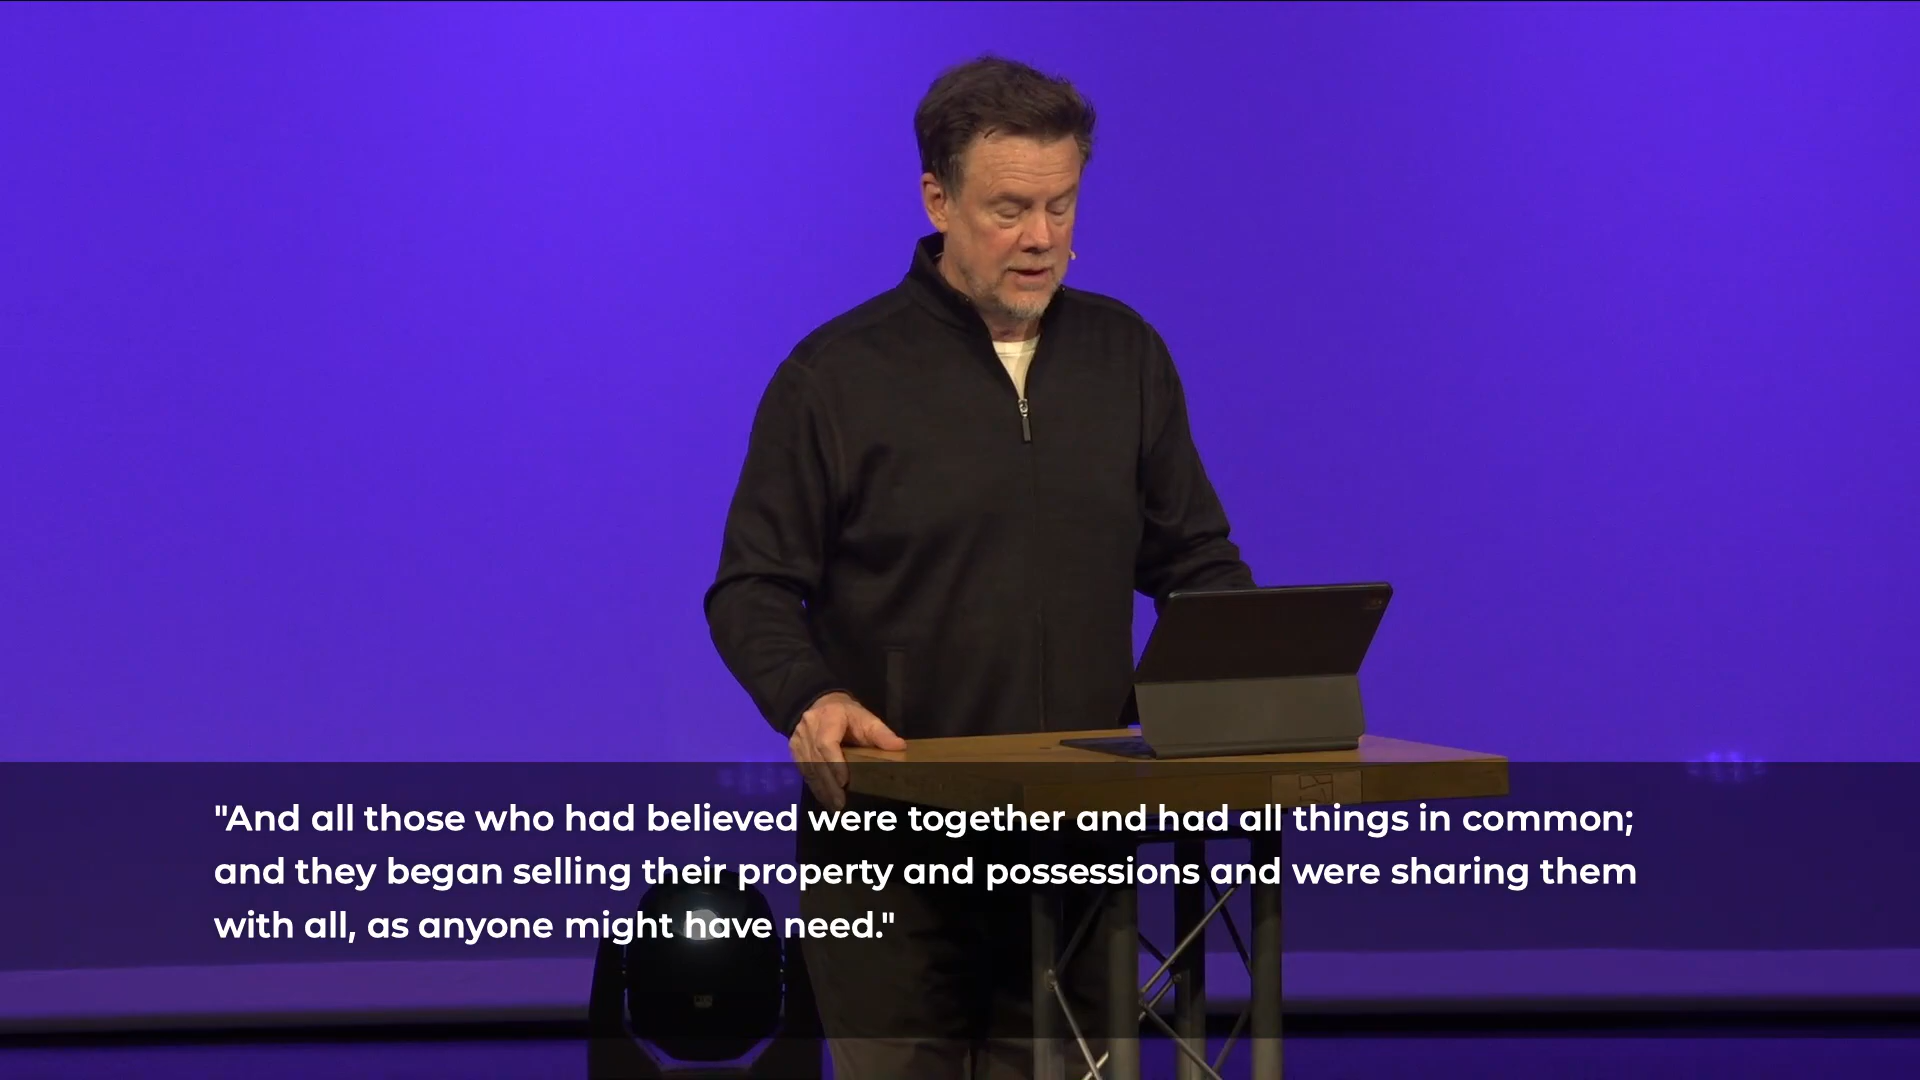 "And all those who had believed were together and had all things in common;
and they began selling their property and possessions and were sharing them
with all, as anyone might have need."